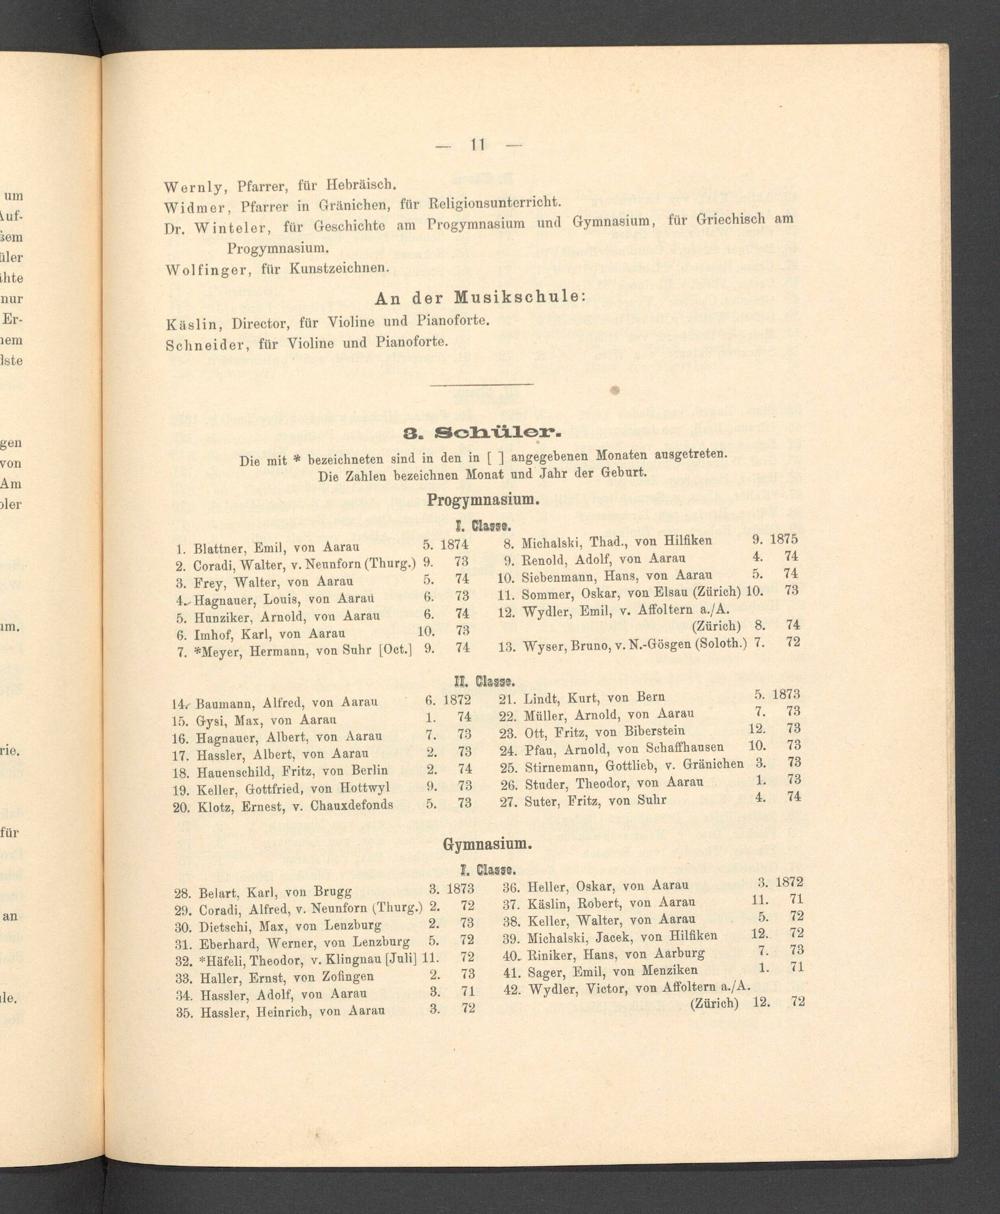 um
Auf-
ßem
üler
ihte
nur
Er-
nem
lste
gen
von
Am
oler
um.
rie.
für
an
le.
— 11 —
Wernly, Pfarrer, für Hebräisch.
Widmer, Pfarrer in Gränichen, für Religionsunterricht.
Dr. Winteler, für Geschichte am Progymnasium und Gymnasium, für Griechisch am
Progymnasium.
Wolfinger, für Kunstzeichnen.
An der Musikschule:
Käslin, Director, für Violine und Pianoforte.
Schneider, für Violine und Pianoforte.
3. Schüler.
Die mit * bezeichneten sind in den in [ ] angegebenen Monaten ausgetreten.
Die Zahlen bezeichnen Monat und Jahr der Geburt.
Progymnasium.
I. Classe.
1. Blattner, Emil, von Aarau 5. 1874
2. Coradi, Walter, v. Neunforn (Thurg.) 9. 73
3. Frey, Walter, von Aarau 5. 74
4. Hagnauer, Louis, von Aarau 6. 73
5. Hunziker, Arnold, von Aarau 6. 74
6. Imhof, Karl, von Aarau 10. 73
7. *Meyer, Hermann, von Suhr [Oct.] 9. 74
8. Michalski, Thad., von Hilfiken 9. 1875
9. Renold, Adolf, von Aarau 4. 74
10. Siebenmann, Hans, von Aarau 5. 74
11. Sommer, Oskar, von Elsau (Zürich) 10. 73
12. Wydler, Emil, v. Affoltern a./A.
(Zürich) 8. 74
13. Wyser, Bruno, v. N.-Gösgen (Soloth.) 7. 72
II. Classe.
14. Baumann, Alfred, von Aarau 6. 1872
15. Gysi, Max, von Aarau 1. 74
16. Hagnauer, Albert, von Aarau 7. 73
17. Hassler, Albert, von Aarau 2. 73
18. Hauenschild, Fritz, von Berlin 2. 74
19. Keller, Gottfried, von Hottwyl 9. 73
20. Klotz, Ernest, v. Chauxdefonds 5. 73
21. Lindt, Kurt, von Bern 5. 1873
22. Müller, Arnold, von Aarau 7. 73
23. Ott, Fritz, von Biberstein 12. 73
24. Pfau, Arnold, von Schaffhausen 10. 73
25. Stirnemann, Gottlieb, v. Gränichen 3. 73
26. Studer, Theodor, von Aarau 1. 73
27. Suter, Fritz, von Suhr 4. 74
Gymnasium.
I. Classe.
28. Belart, Karl, von Brugg 3. 1873
29. Coradi, Alfred, v. Neunforn (Thurg.) 2. 72
30. Dietschi, Max, von Lenzburg 2. 73
31. Eberhard, Werner, von Lenzburg 5. 72
32. *Häfeli, Theodor, v. Klingnau [Juli] 11. 72
33. Haller, Ernst, von Zofingen 2. 73
34. Hassler, Adolf, von Aarau 3. 71
35. Hassler, Heinrich, von Aarau 3. 72
36. Heller, Oskar, von Aarau 3. 1872
37. Käslin, Robert, von Aarau 11. 71
38. Keller, Walter, von Aarau 5. 72
39. Michalski, Jacek, von Hilfiken 12. 72
40. Riniker, Hans, von Aarburg 7. 73
41. Sager, Emil, von Menziken 1. 71
42. Wydler, Victor, von Affoltern a./A.
(Zürich) 12. 72